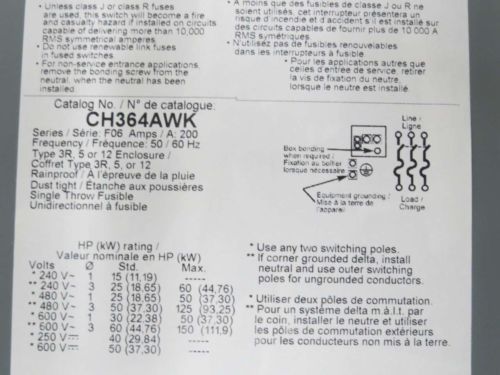 • Unless class J or class R fuses
are used, this switch will become a fire
and casualty hazard if installed on circuits
capable of delivering more than 10,000
RMS symmetrical amperes
• Do not use renewable link fuses
in fused switches.
• For non-service entrance applications,
remove the bonding screw from the
neutral, when the neutral has been
installed
• A moins que des fusibles de classe J ou R ne
soient utilisés, cet interrupteur présentera un
risque d'incendie et d'accident s'il est installé sur
des circuits capables de fournir plus de 10 000 A
RMS symétriques.
N'utilisez pas de fusibles renouvelables
dans les interrupteurs à fusible.
• Pour les applications autres que
celles d'entrée de service, retirer
la vis de fixation du neutre,
lorsque le neutre est installé.
Catalog No. / N° de catalogue.
CH364AWK
Series / Série: F06 Amps / A: 200
Frequency / Fréquence: 50 / 60 Hz
Type 3R, 5 or 12 Enclosure /
Coffret Type 3R, 5 or 12
Rainproof / A l'épreuve de la pluie
Dust tight / Étanche aux poussières
Single Throw Fusible
Unidirectionnel à fusible
Line /
Ligne
Box bonding
when required /
Fixation au boîtier
lorsque nécessaire
Equipment grounding /
Mise à la terre de
l'appareil
Load /
Charge
HP (kW) rating /
Valeur nominale en HP (kW)
Volts Ø Std. Max.
* 240 V~ 1 15 (11,19) -----
** 240 V~ 3 25 (18,65) 60 (44,76)
* 480 V~ 1 25 (18,65) 50 (37,30)
** 480 V~ 3 50 (37,30) 125 (93,25)
* 600 V~ 1 30 (22,38) 50 (37,30)
** 600 V~ 3 60 (44,76) 150 (111,9)
* 250 V⎓ 40 (29,84) -----
* 600 V⎓ 50 (37,30) -----
* Use any two switching poles.
** If corner grounded delta, install
neutral and use outer switching
poles for ungrounded conductors.
* Utiliser deux pôles de commutation.
** Pour un système delta m.à.l.t. par
le coin, installer le neutre et utiliser
les pôles de commutation extérieurs
pour les conducteurs non mis à la terre.